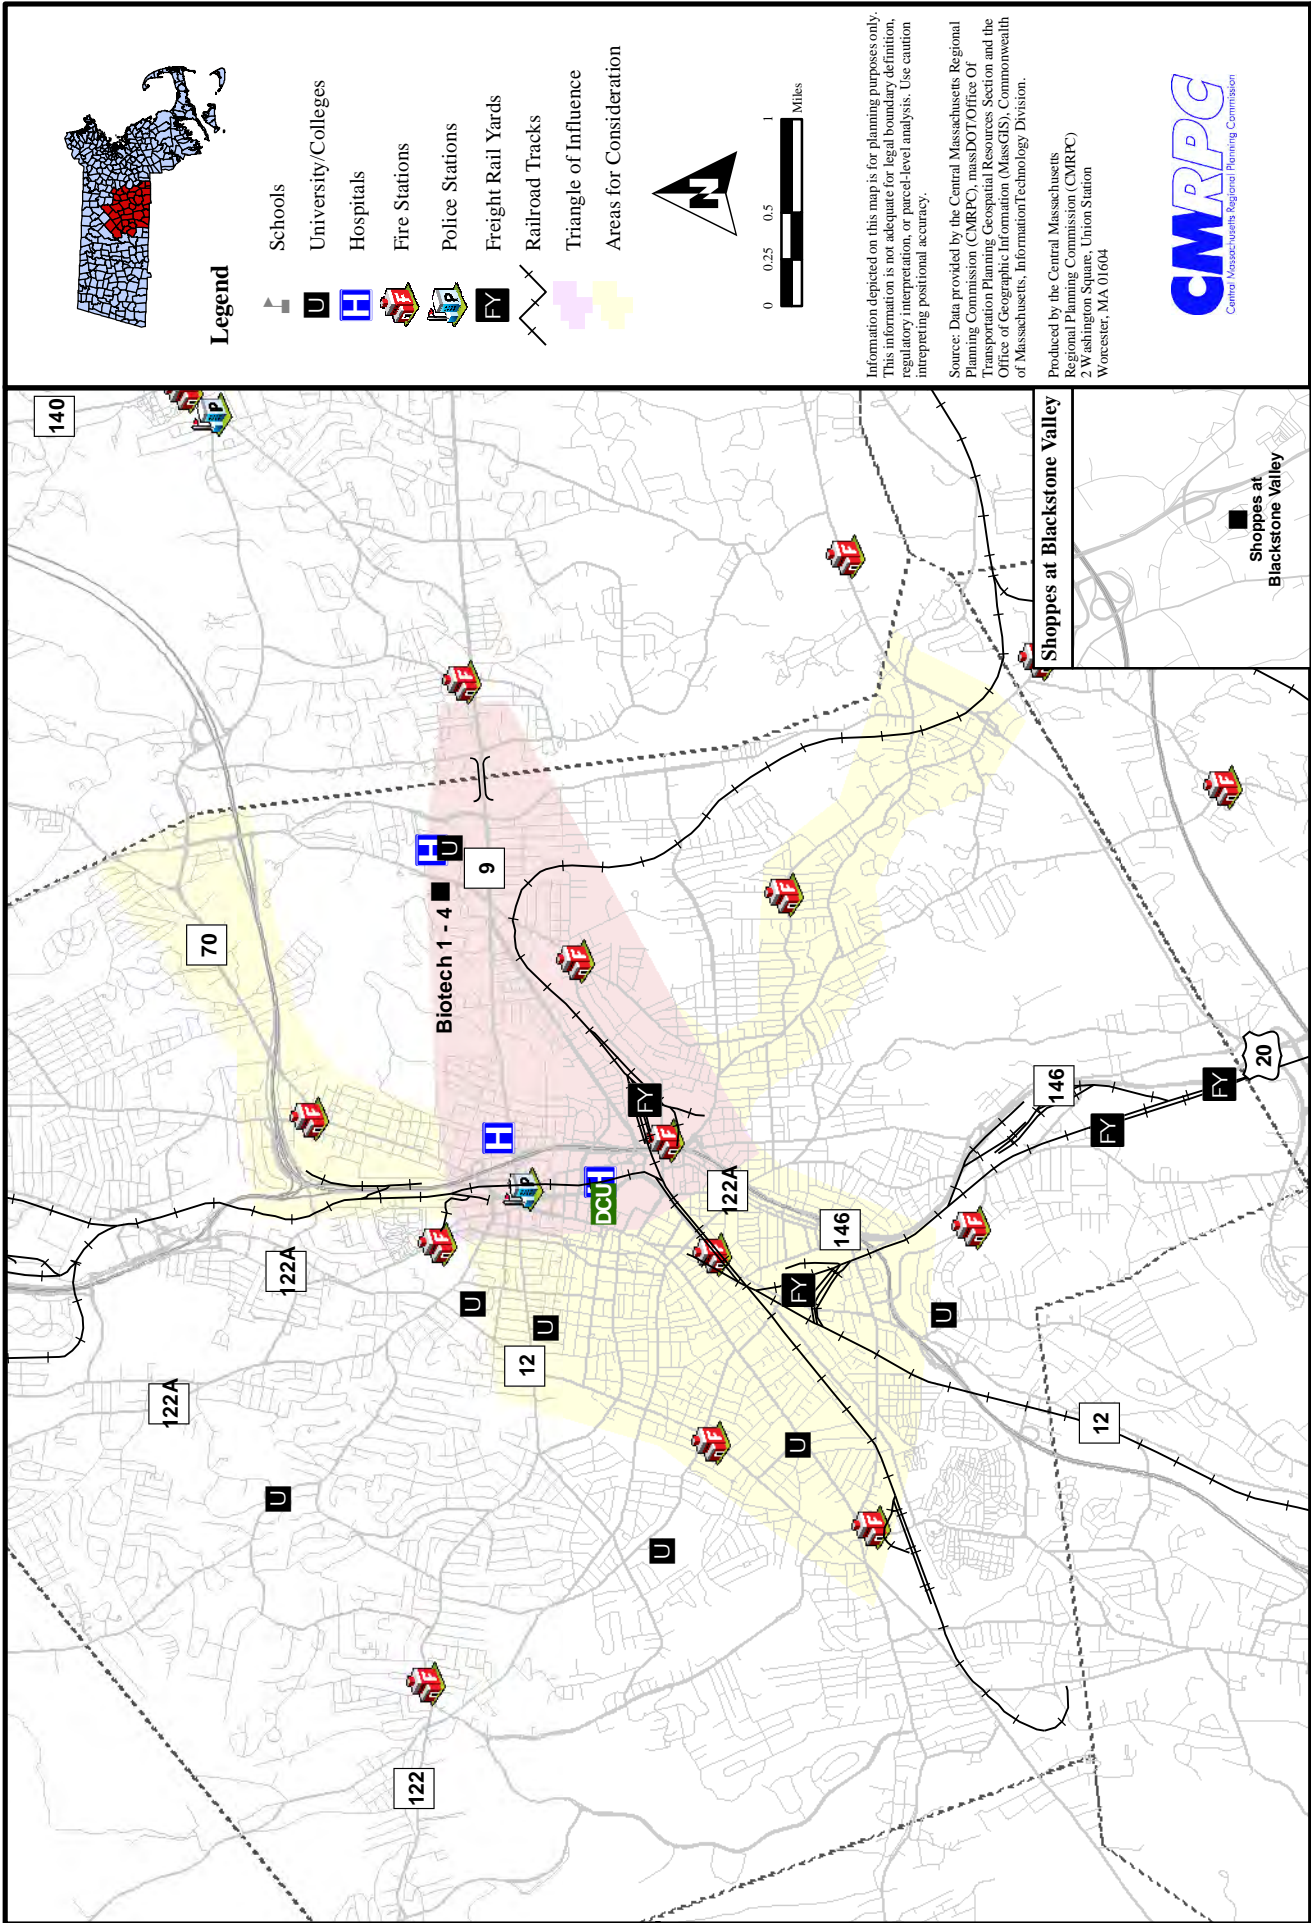 Legend
Schools
U
University/Colleges
H
Hospitals
F
Fire Stations
P
Police Stations
FY
Freight Rail Yards
Railroad Tracks
Triangle of Influence
Areas for Consideration
N
0 0.25 0.5 1
Miles
Information depicted on this map is for planning purposes only.
This information is not adequate for legal boundary definition,
regulatory interpretation, or parcel-level analysis. Use caution
intrepreting positional accuracy.
Source: Data provided by the Central Massachusetts Regional
Planning Commission (CMRPC), massDOT/Office Of
Transportation Planning Geospatial Resources Section and the
Office of Geographic Information (MassGIS), Commonwealth
of Massachusetts, InformationTechnology Division.
Produced by the Central Massachusetts
Regional Planning Commission (CMRPC)
2 Washington Square, Union Station
Worcester, MA 01604
CMRPC
Central Massachusetts Regional Planning Commission
140
P
F
F
F
F
F
70
H
U
9
Biotech 1 - 4
F
F
F
H
P
H
DCU
FY
F
122A
F
122A
122A
U
U
12
F
146
FY
F
U
146
FY
FY
20
F
U
F
U
U
12
F
122
Shoppes at Blackstone Valley
Shoppes at
Blackstone Valley